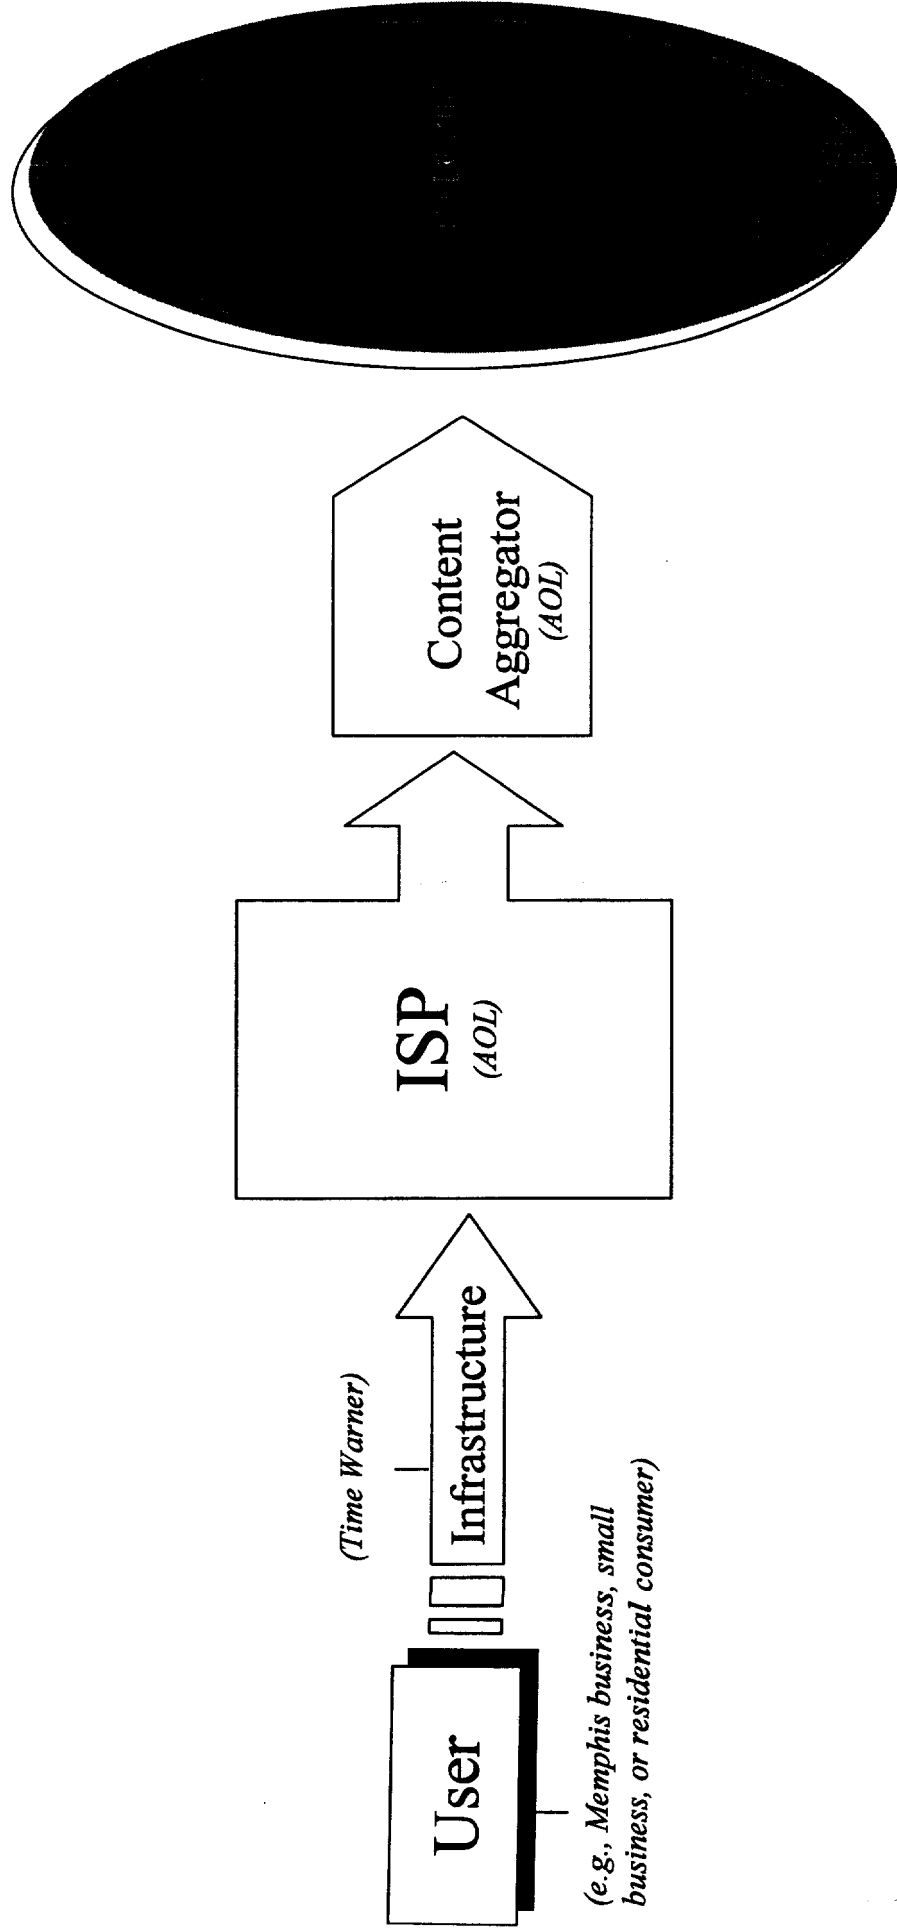 User
(e.g., Memphis business, small
business, or residential consumer)
(Time Warner)
Infrastructure
ISP
(AOL)
Content
Aggregator
(AOL)